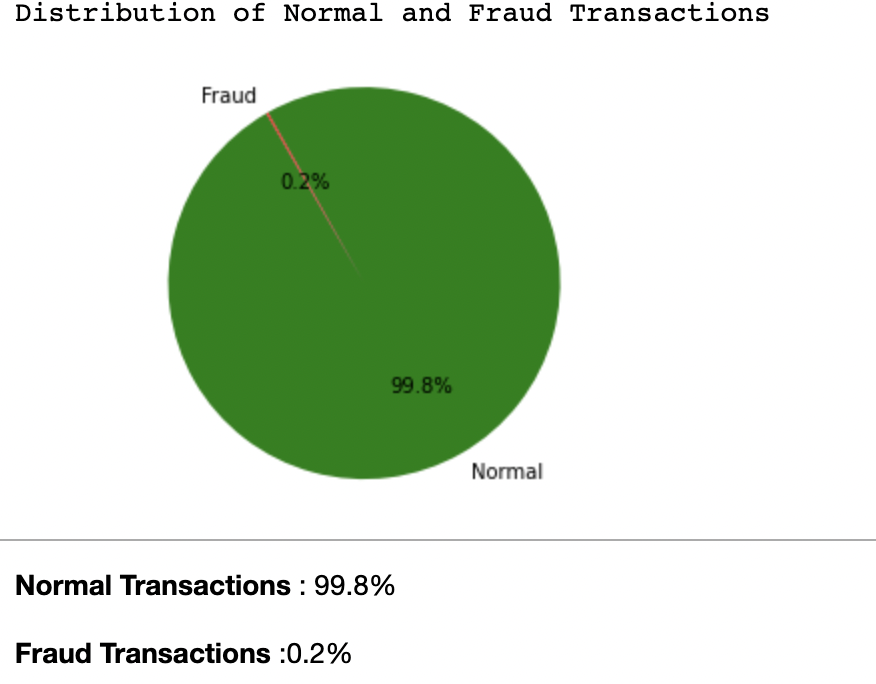 Distribution of Normal and Fraud Transactions
Fraud
0.2%
99.8%
Normal
Normal Transactions : 99.8%
Fraud Transactions :0.2%